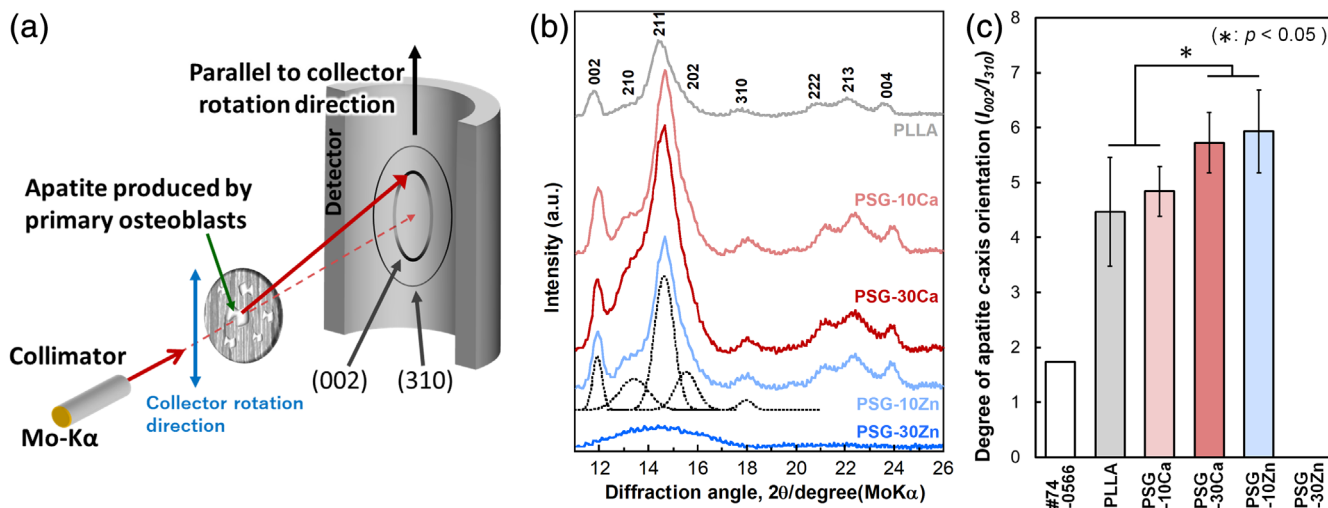 (a)
Parallel to collector
rotation direction
Detector
Apatite produced by
primary osteoblasts
Collimator
Mo-Kα
Collector rotation
direction
(002)
(310)
(b)
Intensity (a.u.)
002
210
211
202
310
222
213
004
PLLA
PSG-10Ca
PSG-30Ca
PSG-10Zn
PSG-30Zn
12 14 16 18 20 22 24 26
Diffraction angle, 2θ/degree(MoKα)
(c)
Degree of apatite c-axis orientation (I002/I310)
8
7
6
5
4
3
2
1
0
(*: p < 0.05 )
*
#74
-0566
PLLA
PSG
-10Ca
PSG
-30Ca
PSG
-10Zn
PSG
-30Zn